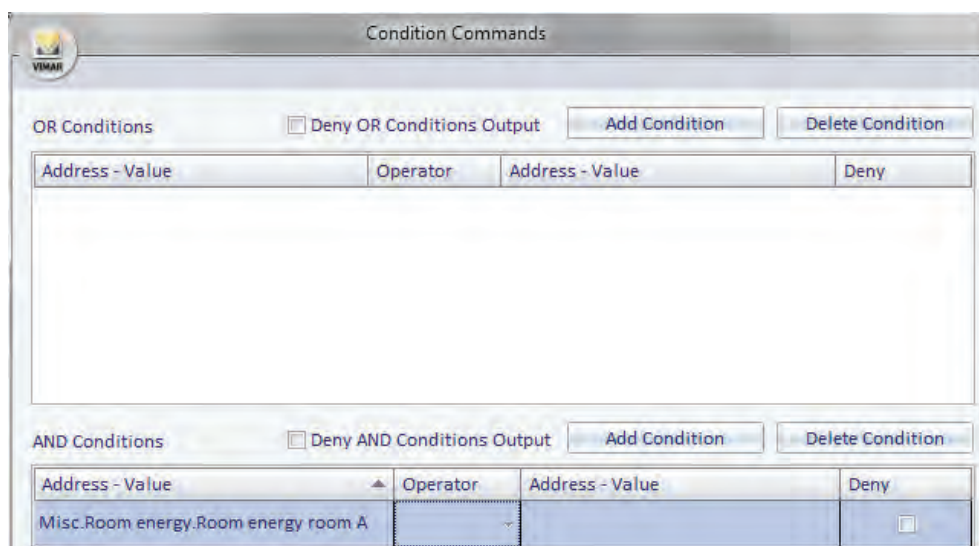 Condition Commands
VIMAR
OR Conditions Deny OR Conditions Output Add Condition Delete Condition
Address - Value Operator Address - Value Deny
AND Conditions Deny AND Conditions Output Add Condition Delete Condition
Address - Value Operator Address - Value Deny
Misc.Room energy.Room energy room A